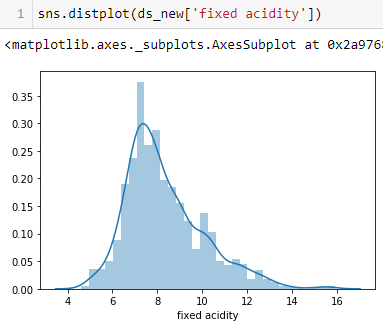 1 sns.distplot(ds_new['fixed acidity'])
<matplotlib.axes._subplots.AxesSubplot at 0x2a976
0.35
0.30
0.25
0.20
0.15
0.10
0.05
0.00
4 6 8 10 12 14 16
fixed acidity